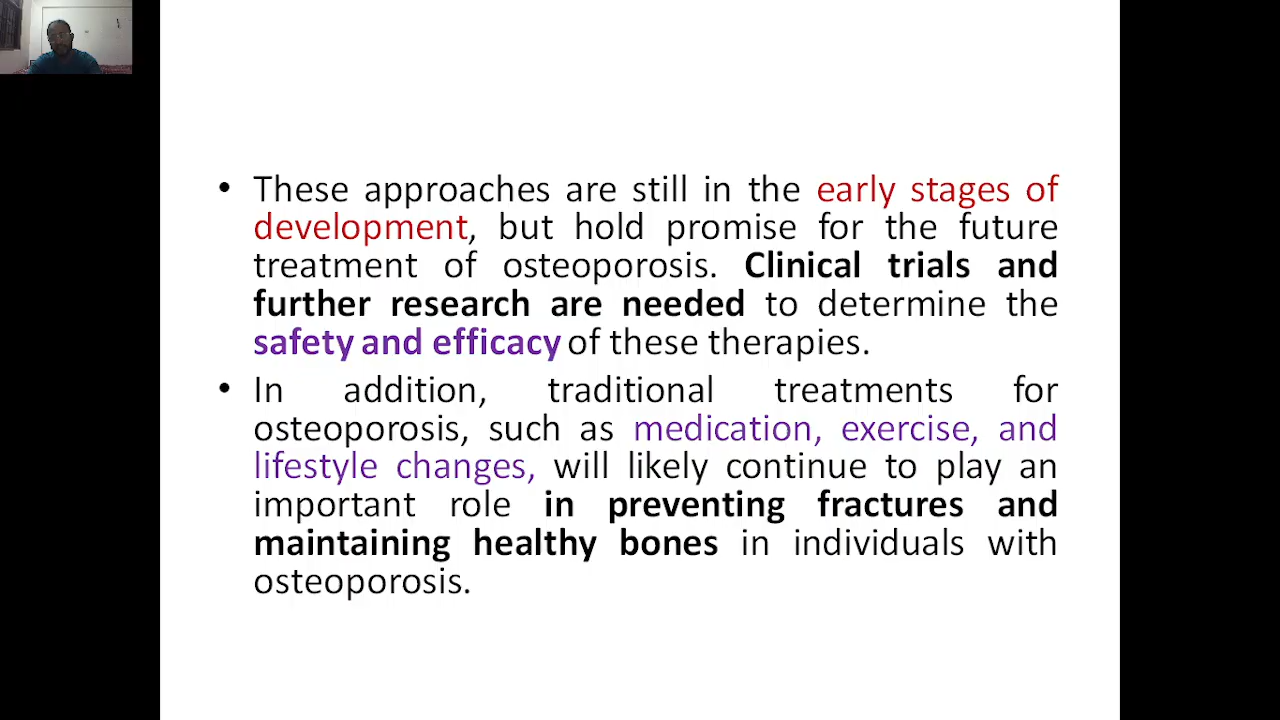 • These approaches are still in the early stages of
development, but hold promise for the future
treatment of osteoporosis. Clinical trials and
further research are needed to determine the
safety and efficacy of these therapies.
• In addition, traditional treatments for
osteoporosis, such as medication, exercise, and
lifestyle changes, will likely continue to play an
important role in preventing fractures and
maintaining healthy bones in individuals with
osteoporosis.